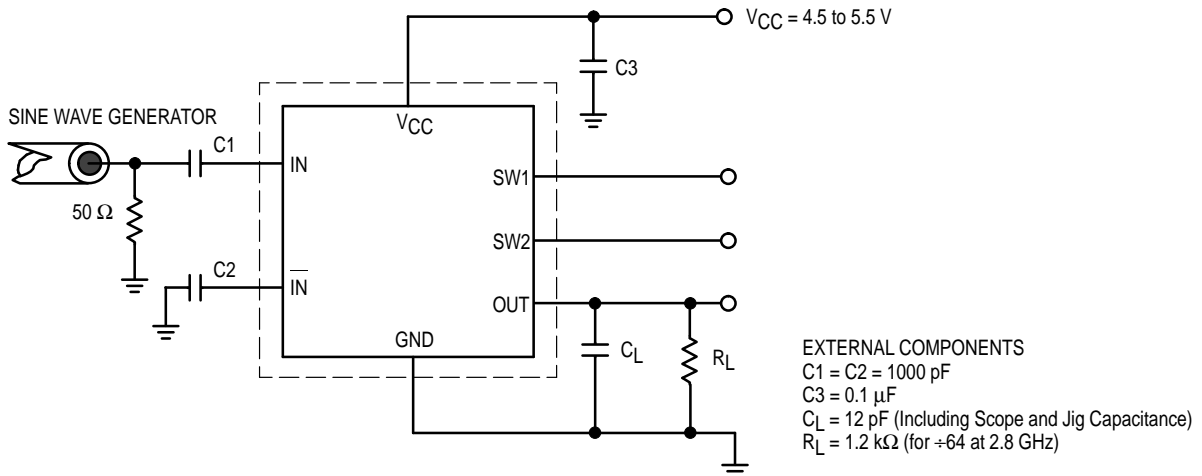 VCC = 4.5 to 5.5 V
C3
SINE WAVE GENERATOR
VCC
C1
IN
SW1
50 Ω
SW2
C2
IN
OUT
GND
CL
RL
EXTERNAL COMPONENTS
C1 = C2 = 1000 pF
C3 = 0.1 μF
CL = 12 pF (Including Scope and Jig Capacitance)
RL = 1.2 kΩ (for ÷64 at 2.8 GHz)